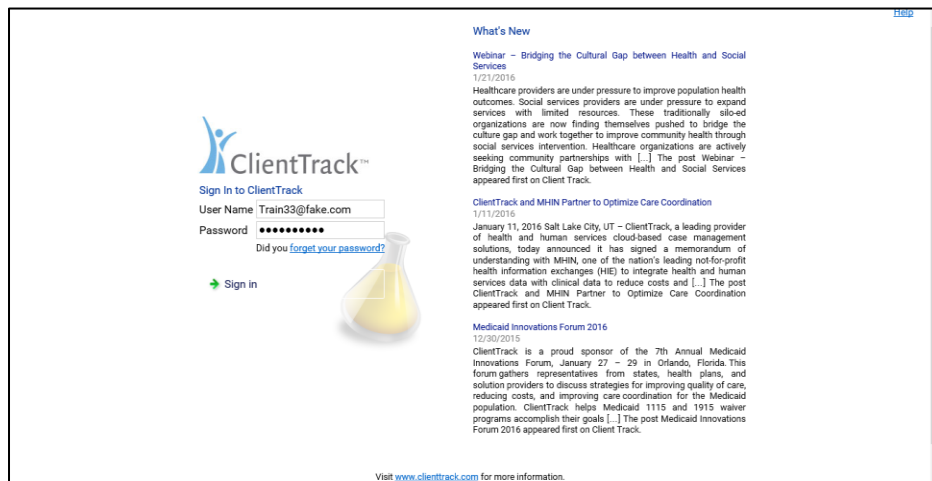 Help
ClientTrack™
Sign In to ClientTrack
User Name Train33@fake.com
Password ●●●●●●●●●●
Did you forget your password?
Sign in
What's New
Webinar – Bridging the Cultural Gap between Health and Social
Services
1/21/2016
Healthcare providers are under pressure to improve population health
outcomes. Social services providers are under pressure to expand
services with limited resources. These traditionally silo-ed
organizations are now finding themselves pushed to bridge the
culture gap and work together to improve community health through
social services intervention. Healthcare organizations are actively
seeking community partnerships with [...] The post Webinar –
Bridging the Cultural Gap between Health and Social Services
appeared first on Client Track.
ClientTrack and MHIN Partner to Optimize Care Coordination
1/11/2016
January 11, 2016 Salt Lake City, UT – ClientTrack, a leading provider
of health and human services cloud-based case management
solutions, today announced it has signed a memorandum of
understanding with MHIN, one of the nation's leading not-for-profit
health information exchanges (HIE) to integrate health and human
services data with clinical data to reduce costs and [...] The post
ClientTrack and MHIN Partner to Optimize Care Coordination
appeared first on Client Track.
Medicaid Innovations Forum 2016
12/30/2015
ClientTrack is a proud sponsor of the 7th Annual Medicaid
Innovations Forum, January 27 – 29 in Orlando, Florida. This
forum gathers representatives from states, health plans, and
solution providers to discuss strategies for improving quality of care,
reducing costs, and improving care coordination for the Medicaid
population. ClientTrack helps Medicaid 1115 and 1915 waiver
programs accomplish their goals [...] The post Medicaid Innovations
Forum 2016 appeared first on Client Track.
Visit www.clienttrack.com for more information.